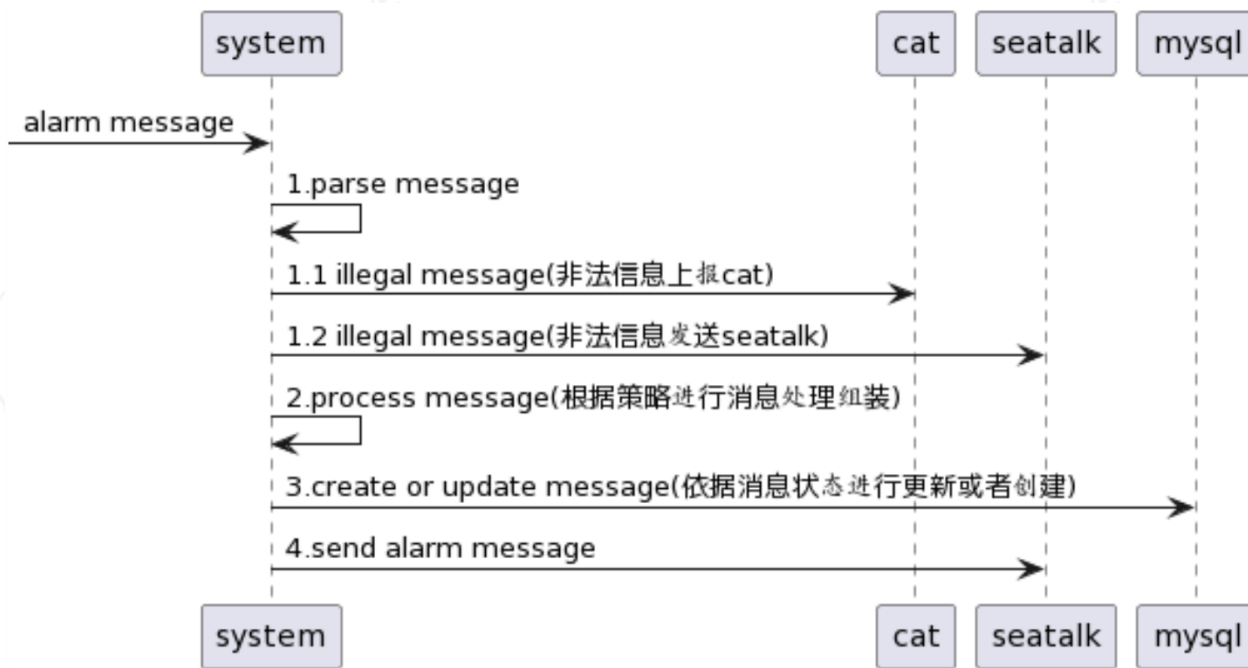 system cat seatalk mysql
alarm message
1.parse message
1.1 illegal message(非法信息上报cat)
1.2 illegal message(非法信息发送seatalk)
2.process message(根据策略进行消息处理组装)
3.create or update message(依据消息状态进行更新或者创建)
4.send alarm message
system cat seatalk mysql